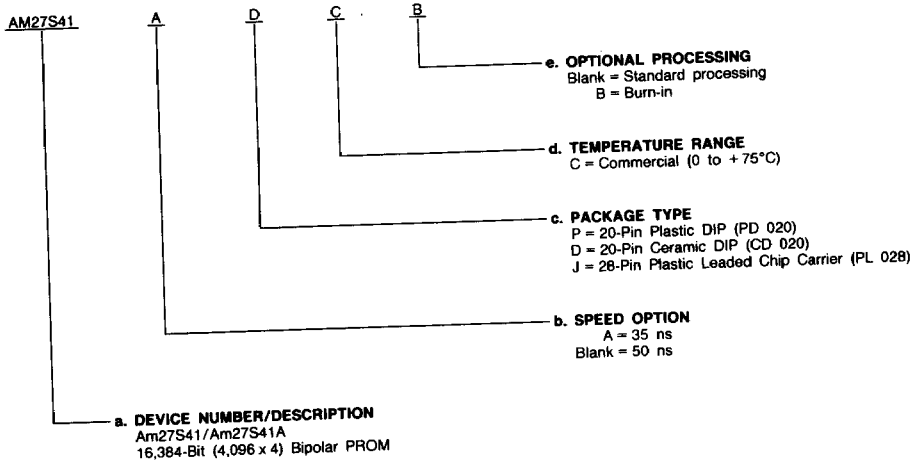 AM27S41 A D C B
e. OPTIONAL PROCESSING
Blank = Standard processing
B = Burn-in
d. TEMPERATURE RANGE
C = Commercial (0 to +75°C)
c. PACKAGE TYPE
P = 20-Pin Plastic DIP (PD 020)
D = 20-Pin Ceramic DIP (CD 020)
J = 28-Pin Plastic Leaded Chip Carrier (PL 028)
b. SPEED OPTION
A = 35 ns
Blank = 50 ns
a. DEVICE NUMBER/DESCRIPTION
Am27S41/Am27S41A
16,384-Bit (4,096 x 4) Bipolar PROM